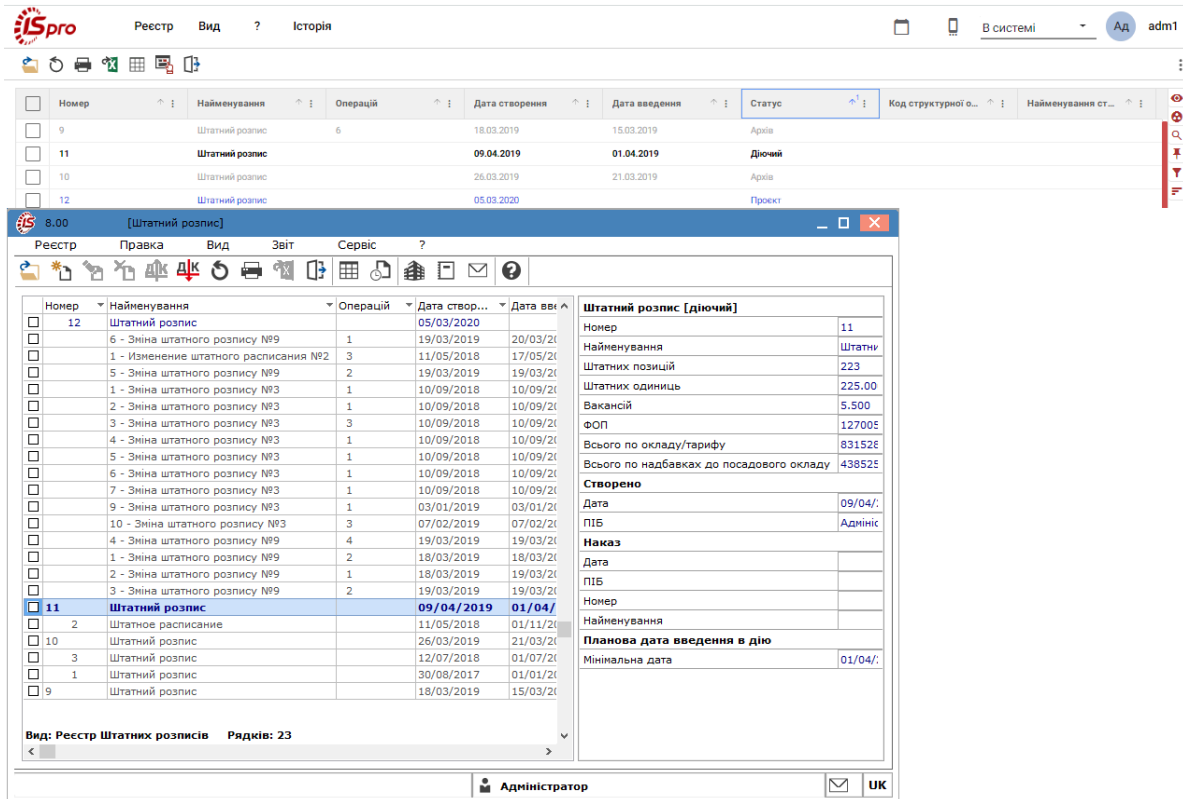 iSpro Реєстр Вид ? Історія В системі Ад adm1
Номер Найменування Операцій Дата створення Дата введення Статус 1 Код структурної о... Найменування ст...
9 Штатний розпис 6 18.03.2019 15.03.2019 Архів
11 Штатний розпис 09.04.2019 01.04.2019 Діючий
10 Штатний розпис 26.03.2019 21.03.2019 Архів
12 Штатний розпис 05.03.2020 Проєкт
iS 8.00 [Штатний розпис]
Реєстр Правка Вид Звіт Сервіс ?
Номер Найменування Операцій Дата створ... Дата вве
12 Штатний розпис 05/03/2020
6 - Зміна штатного розпису №9 1 19/03/2019 20/03/20
1 - Изменение штатного расписания №2 3 11/05/2018 17/05/20
5 - Зміна штатного розпису №9 2 19/03/2019 19/03/20
1 - Зміна штатного розпису №3 1 10/09/2018 10/09/20
2 - Зміна штатного розпису №3 1 10/09/2018 10/09/20
3 - Зміна штатного розпису №3 3 10/09/2018 10/09/20
4 - Зміна штатного розпису №3 1 10/09/2018 10/09/20
5 - Зміна штатного розпису №3 1 10/09/2018 10/09/20
6 - Зміна штатного розпису №3 1 10/09/2018 10/09/20
7 - Зміна штатного розпису №3 1 10/09/2018 10/09/20
9 - Зміна штатного розпису №3 1 03/01/2019 03/01/20
10 - Зміна штатного розпису №3 3 07/02/2019 07/02/20
4 - Зміна штатного розпису №9 4 19/03/2019 19/03/20
1 - Зміна штатного розпису №9 2 18/03/2019 18/03/20
2 - Зміна штатного розпису №9 1 18/03/2019 19/03/20
3 - Зміна штатного розпису №9 2 19/03/2019 19/03/20
11 Штатний розпис 09/04/2019 01/04/
2 Штатное расписание 11/05/2018 01/11/20
10 Штатний розпис 26/03/2019 21/03/20
3 Штатний розпис 12/07/2018 01/07/20
1 Штатний розпис 30/08/2017 01/01/20
9 Штатний розпис 18/03/2019 15/03/20
Вид: Реєстр Штатних розписів Рядків: 23
Штатний розпис [діючий]
Номер 11
Найменування Штатни
Штатних позицій 223
Штатних одиниць 225.00
Вакансій 5.500
ФОП 127005
Всього по окладу/тарифу 831528
Всього по надбавках до посадового окладу 438525
Створено
Дата 09/04/
ПІБ Адмініс
Наказ
Дата
ПІБ
Номер
Найменування
Планова дата введення в дію
Мінімальна дата 01/04/
Адміністратор UK